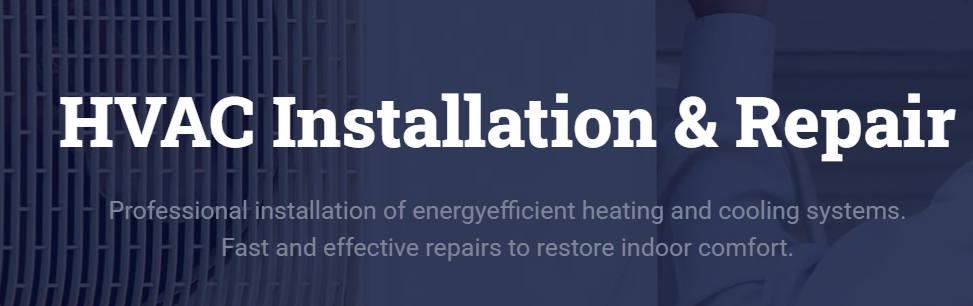 HVAC Installation & Repair
Professional installation of energyefficient heating and cooling systems.
Fast and effective repairs to restore indoor comfort.